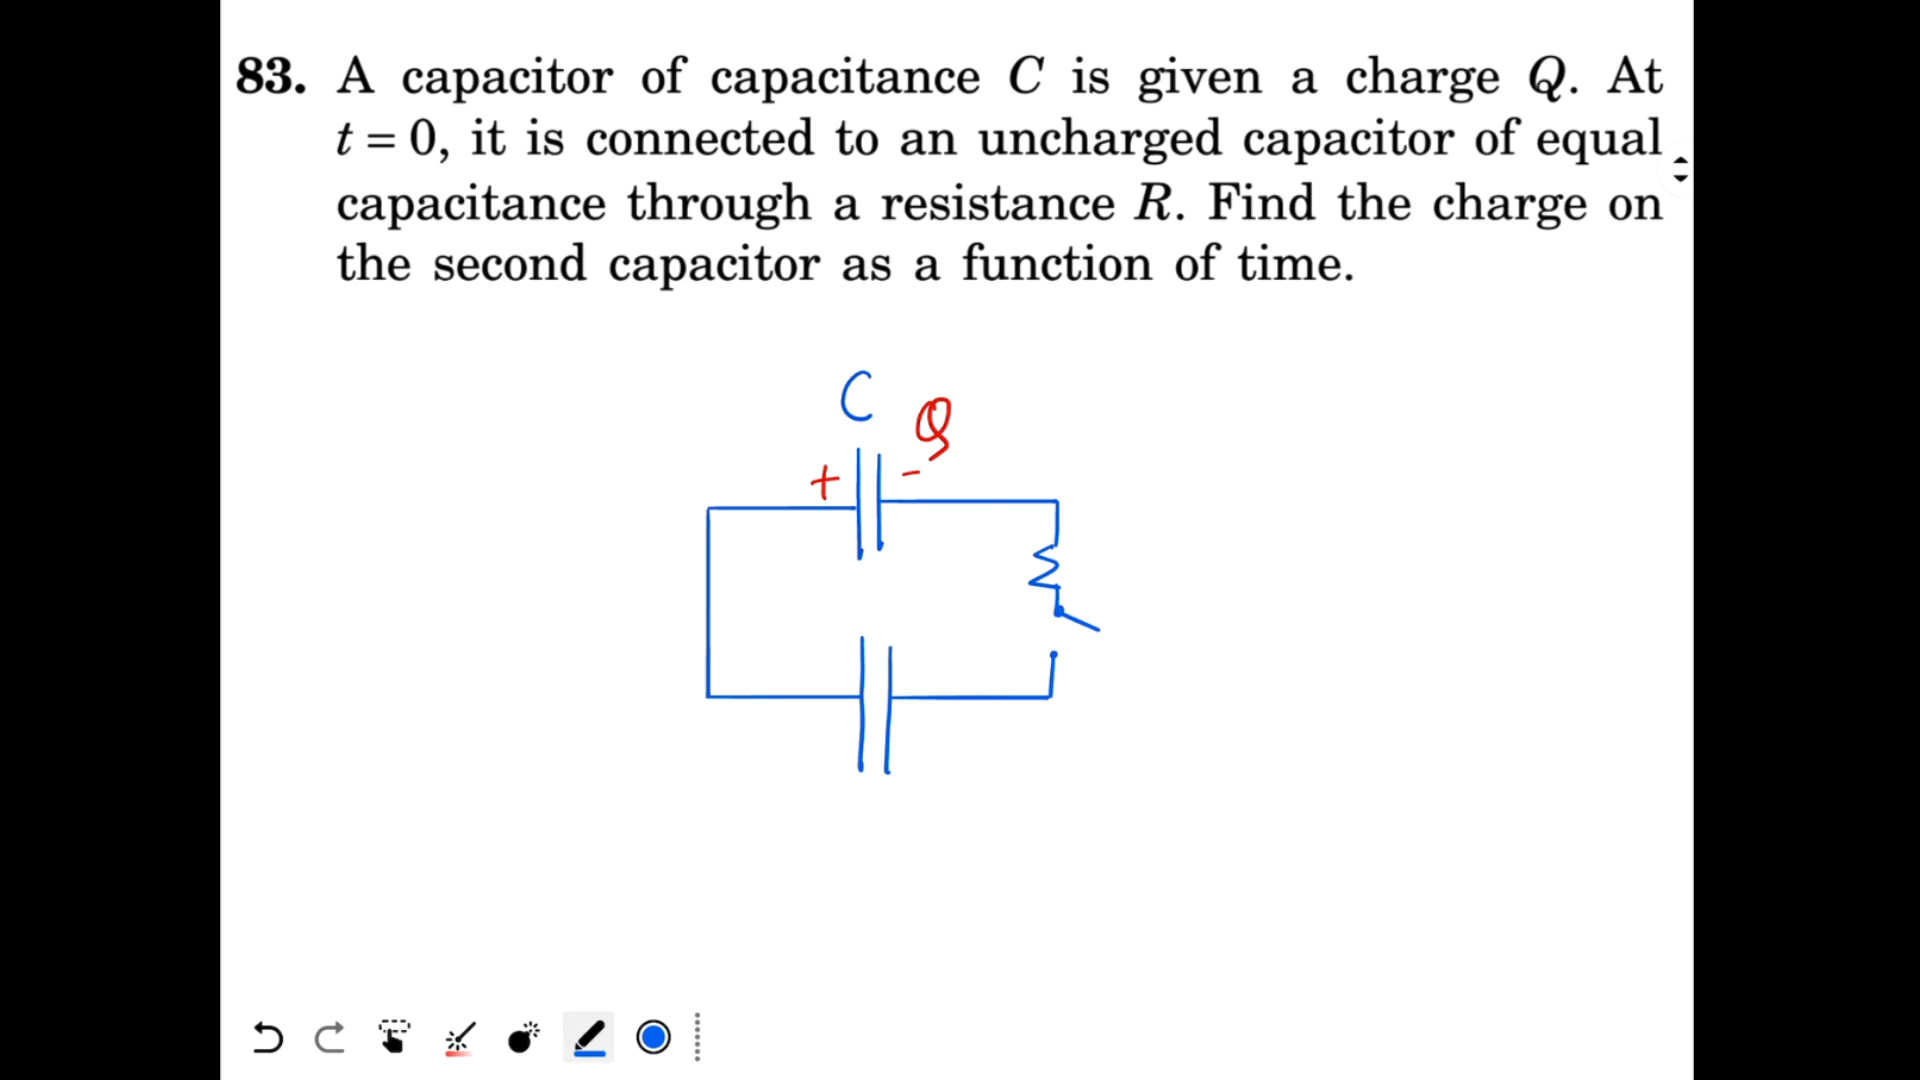 83. A capacitor of capacitance C is given a charge Q. At
t = 0, it is connected to an uncharged capacitor of equal
capacitance through a resistance R. Find the charge on
the second capacitor as a function of time.
C
Q
+ -